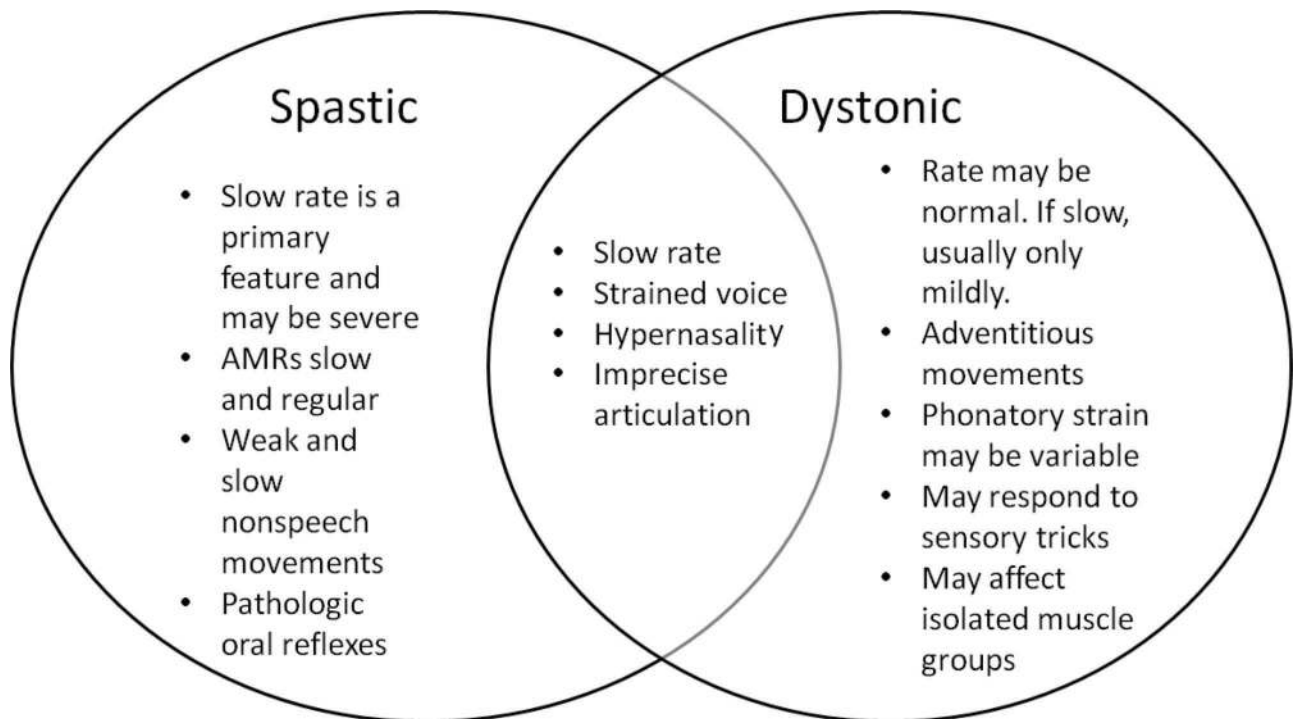 Spastic
• Slow rate is a
primary
feature and
may be severe
• AMRs slow
and regular
• Weak and
slow
nonspeech
movements
• Pathologic
oral reflexes
• Slow rate
• Strained voice
• Hypernasality
• Imprecise
articulation
Dystonic
• Rate may be
normal. If slow,
usually only
mildly.
• Adventitious
movements
• Phonatory strain
may be variable
• May respond to
sensory tricks
• May affect
isolated muscle
groups